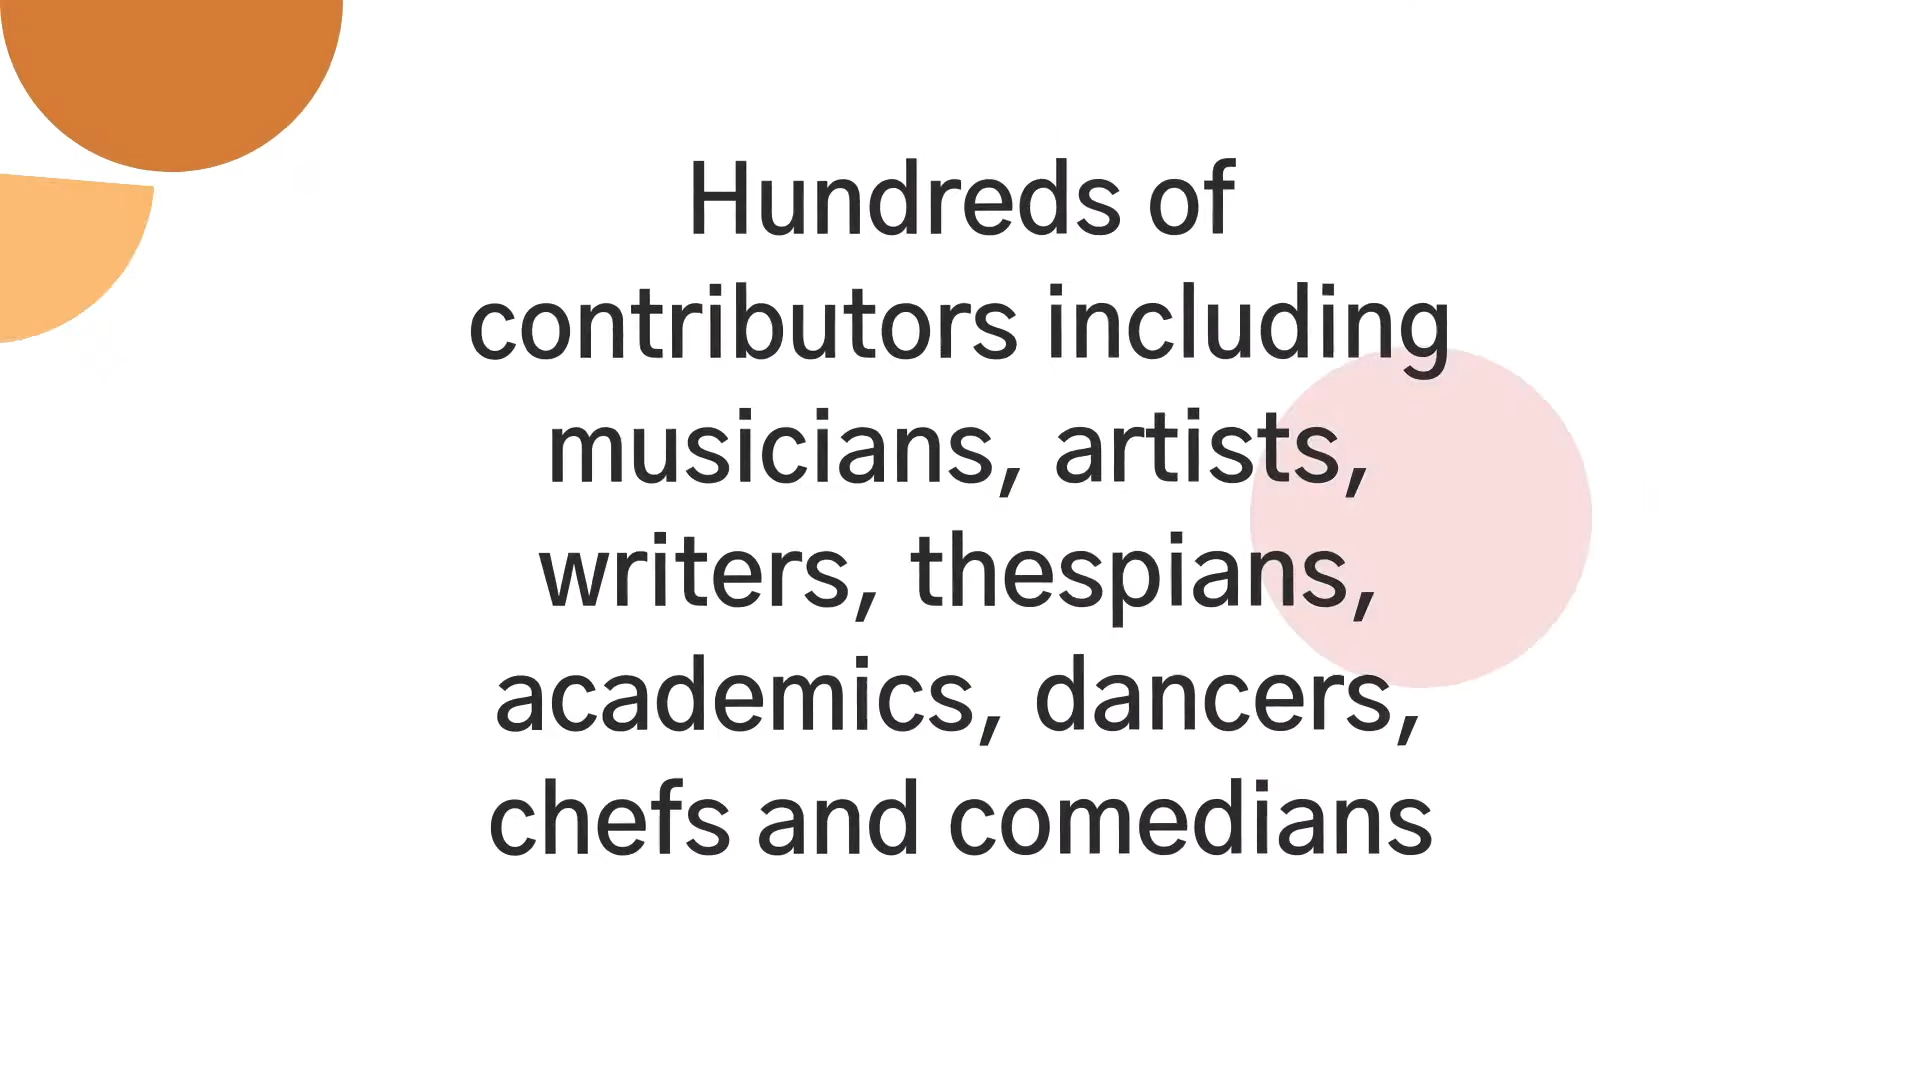 Hundreds of
contributors including
musicians, artists,
writers, thespians,
academics, dancers,
chefs and comedians